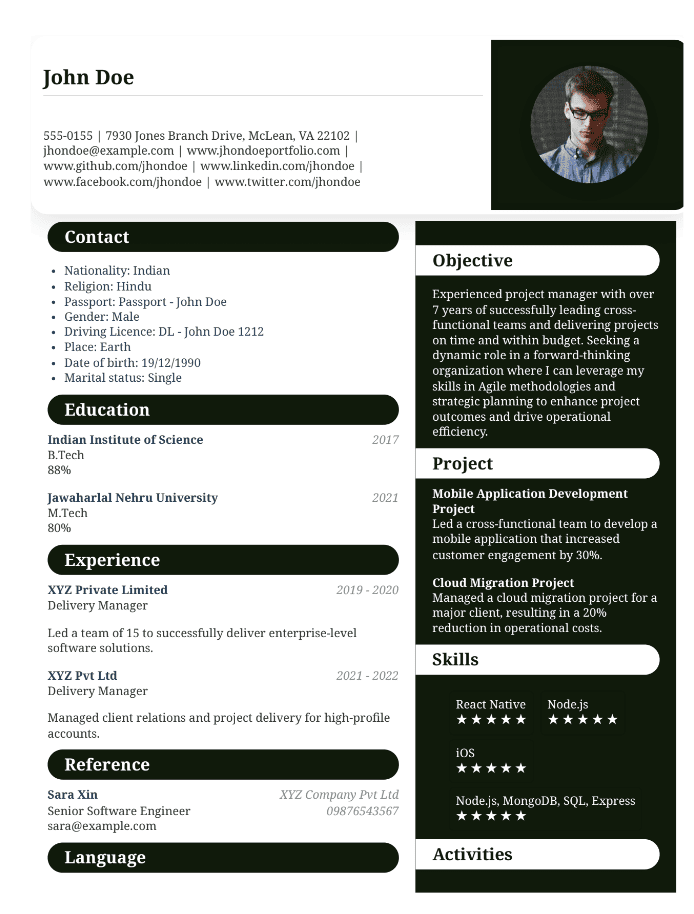 John Doe
555-0155 | 7930 Jones Branch Drive, McLean, VA 22102 |
jhondoe@example.com | www.jhondoeportfolio.com |
www.github.com/jhondoe | www.linkedin.com/jhondoe |
www.facebook.com/jhondoe | www.twitter.com/jhondoe
Contact
• Nationality: Indian
• Religion: Hindu
• Passport: Passport - John Doe
• Gender: Male
• Driving Licence: DL - John Doe 1212
• Place: Earth
• Date of birth: 19/12/1990
• Marital status: Single
Education
Indian Institute of Science 2017
B.Tech
88%
Jawaharlal Nehru University 2021
M.Tech
80%
Experience
XYZ Private Limited 2019 - 2020
Delivery Manager
Led a team of 15 to successfully deliver enterprise-level
software solutions.
XYZ Pvt Ltd 2021 - 2022
Delivery Manager
Managed client relations and project delivery for high-profile
accounts.
Reference
Sara Xin XYZ Company Pvt Ltd
Senior Software Engineer 09876543567
sara@example.com
Language
Objective
Experienced project manager with over
7 years of successfully leading cross-
functional teams and delivering projects
on time and within budget. Seeking a
dynamic role in a forward-thinking
organization where I can leverage my
skills in Agile methodologies and
strategic planning to enhance project
outcomes and drive operational
efficiency.
Project
Mobile Application Development
Project
Led a cross-functional team to develop a
mobile application that increased
customer engagement by 30%.
Cloud Migration Project
Managed a cloud migration project for a
major client, resulting in a 20%
reduction in operational costs.
Skills
React Native Node.js
★★★★★ ★★★★★
iOS
★★★★★
Node.js, MongoDB, SQL, Express
★★★★★
Activities